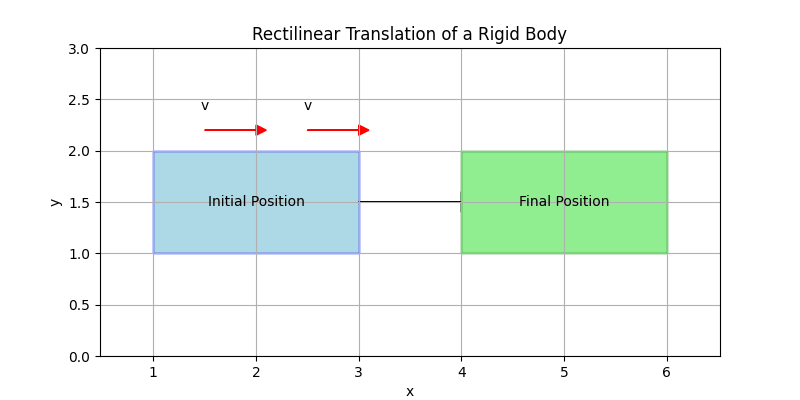 Rectilinear Translation of a Rigid Body
3.0
2.5
2.0
1.5
1.0
0.5
0.0
y
v
v
Initial Position
Final Position
1
2
3
4
5
6
x